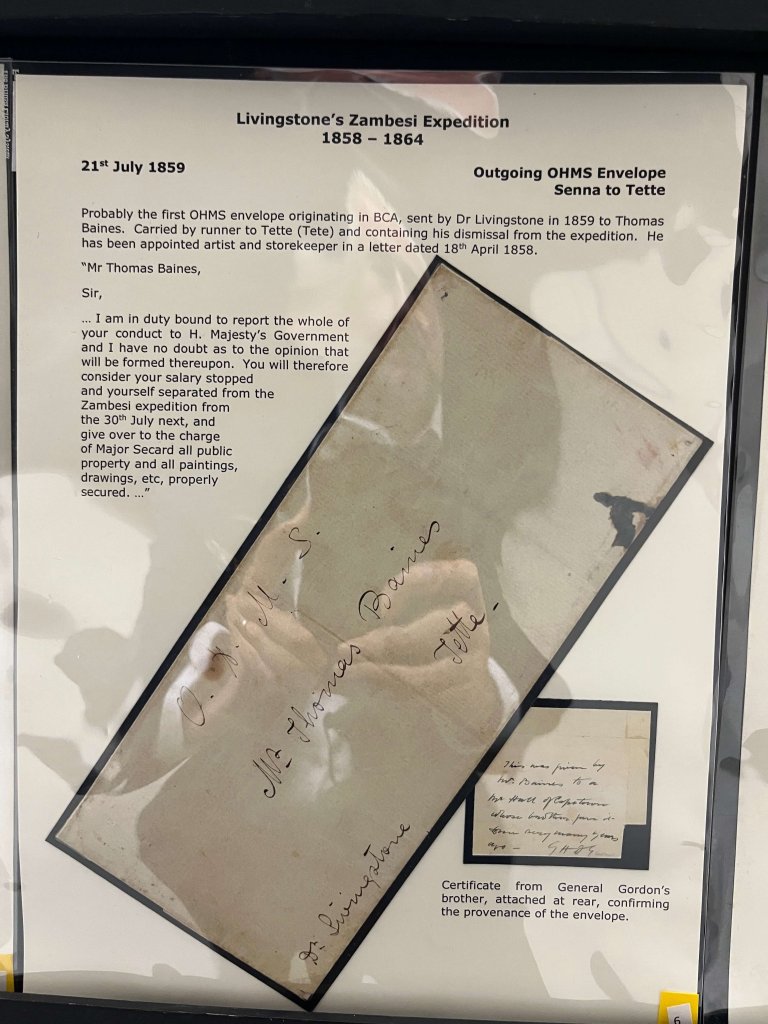 Livingstone's Zambesi Expedition
1858 – 1864
21st July 1859
Outgoing OHMS Envelope
Senna to Tette
Probably the first OHMS envelope originating in BCA, sent by Dr Livingstone in 1859 to Thomas
Baines. Carried by runner to Tette (Tete) and containing his dismissal from the expedition. He
has been appointed artist and storekeeper in a letter dated 18th April 1858.
"Mr Thomas Baines,
Sir,
... I am in duty bound to report the whole of
your conduct to H. Majesty's Government
and I have no doubt as to the opinion that
will be formed thereupon. You will therefore
consider your salary stopped
and yourself separated from the
Zambesi expedition from
the 30th July next, and
give over to the charge
of Major Secard all public
property and all paintings,
drawings, etc, properly
secured. ..."
O. H. M. S.
Mr Thomas Baines
Tette -
Dr. Livingstone
This was given by
Mr. Baines to a
Mr Hall of Capetown
whose brother gave it
very many years
ago -
Certificate from General Gordon's
brother, attached at rear, confirming
the provenance of the envelope.
6